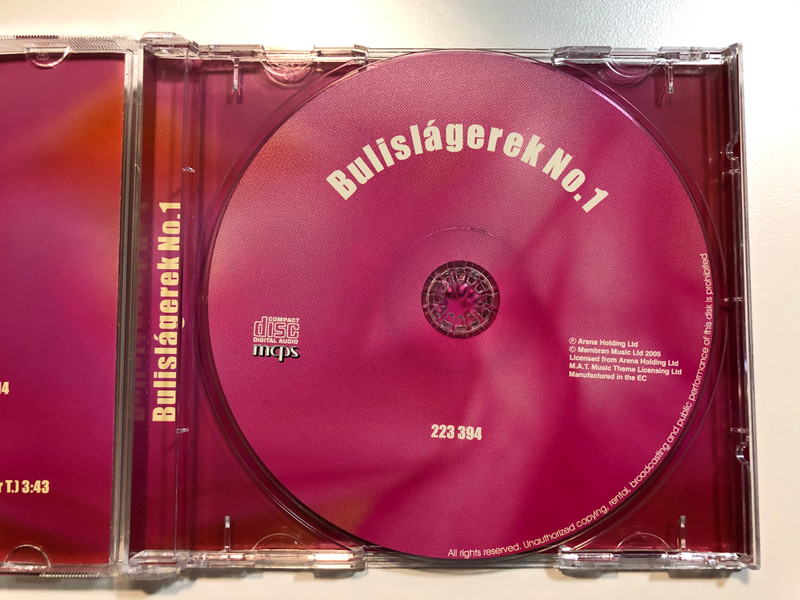 14
r T.) 3:43
Bulislágerek No.1
Bulislágerek No.1
COMPACT
disc
DIGITAL AUDIO
mcps
℗ Arena Holding Ltd
© Membran Music Ltd 2005
Licensed from Arena Holding Ltd
M.A.T. Music Theme Licensing Ltd
Manufactured in the EC
223 394
All rights reserved. Unauthorized copying, rental, broadcasting and public performance of this disk is prohibited